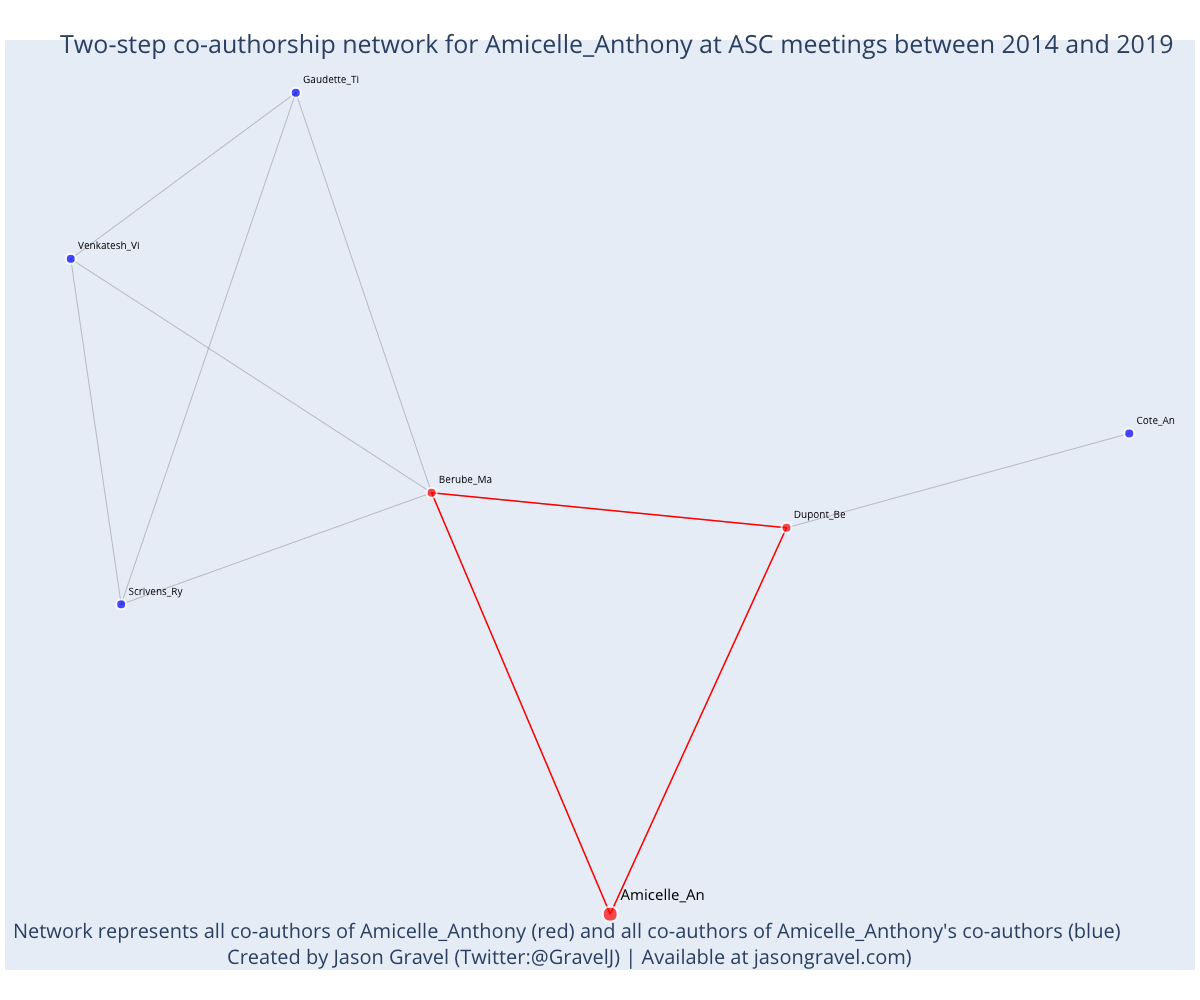 Two-step co-authorship network for Amicelle_Anthony at ASC meetings between 2014 and 2019
Gaudette_Ti
Venkatesh_Vi
Cote_An
Berube_Ma
Dupont_Be
Scrivens_Ry
Amicelle_An
Network represents all co-authors of Amicelle_Anthony (red) and all co-authors of Amicelle_Anthony's co-authors (blue)
Created by Jason Gravel (Twitter:@GravelJ) | Available at jasongravel.com)